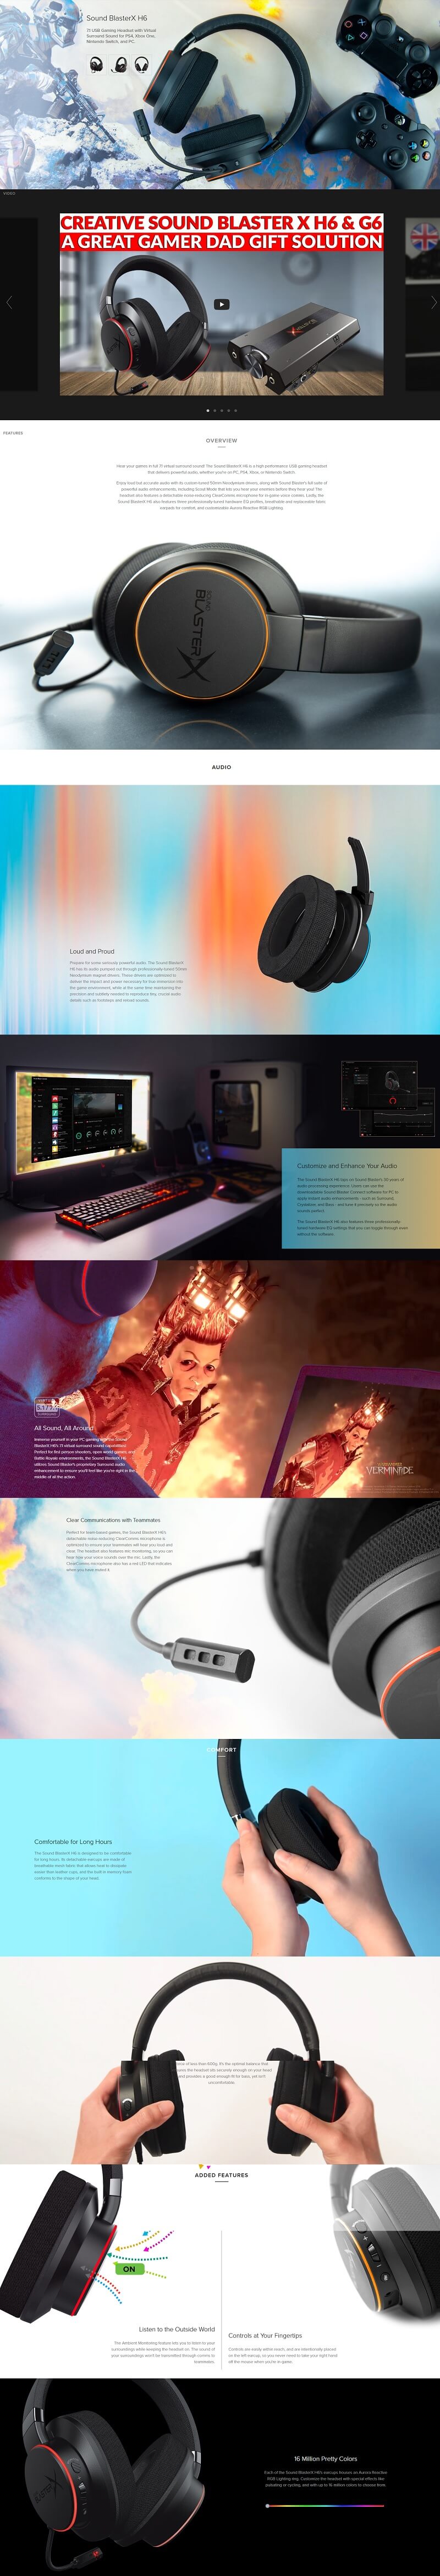 Sound BlasterX H6
7.1 USB Gaming Headset with Virtual
Surround Sound for PS4, Xbox One,
Nintendo Switch, and PC.
VIDEO
CREATIVE SOUND BLASTER X H6 & G6
A GREAT GAMER DAD GIFT SOLUTION
FEATURES
OVERVIEW
Hear your games in full 7.1 virtual surround sound! The Sound BlasterX H6 is a high performance USB gaming headset
that delivers powerful audio, whether you're on PC, PS4, Xbox, or Nintendo Switch.
Enjoy loud but accurate audio with its custom-tuned 50mm Neodymium drivers, along with Sound Blaster's full suite of
powerful audio enhancements, including Scout Mode that lets you hear your enemies before they hear you! The
headset also features a detachable noise-reducing ClearComms microphone for in-game voice comms. Lastly, the
Sound BlasterX H6 also features three professionally-tuned hardware EQ profiles, breathable and replaceable fabric
earpads for comfort, and customizable Aurora Reactive RGB Lighting.
SOUND
BLASTERX
AUDIO
Loud and Proud
Prepare for some seriously powerful audio. The Sound BlasterX
H6 has its audio pumped out through professionally-tuned 50mm
Neodymium magnet drivers. These drivers are optimized to
deliver the impact and power necessary for true immersion into
the game environment, while at the same time maintaining the
precision and subtlety needed to reproduce tiny, crucial audio
details such as footsteps and reload sounds.
Customize and Enhance Your Audio
The Sound BlasterX H6 taps on Sound Blaster's 30 years of
audio processing experience. Users can use the
downloadable Sound Blaster Connect software for PC to
apply instant audio enhancements - such as Surround,
Crystalizer, and Bass - and tune it precisely so the audio
sounds perfect.
The Sound BlasterX H6 also features three professionally-
tuned hardware EQ settings that you can toggle through even
without the software.
All Sound, All Around
Immerse yourself in your PC gaming with the Sound
BlasterX H6's 7.1 virtual surround sound capabilities!
Perfect for first person shooters, open world games, and
Battle Royale environments, the Sound BlasterX H6
utilizes Sound Blaster's proprietary Surround audio
enhancement to ensure you'll feel like you're right in the
middle of all the action.
VERMINTIDE
Clear Communications with Teammates
Perfect for team-based games, the Sound BlasterX H6's
detachable noise-reducing ClearComms microphone is
optimized to ensure your teammates will hear you loud and
clear. The headset also features mic monitoring, so you can
hear how your voice sounds over the mic. Lastly, the
ClearComms microphone also has a red LED that indicates
when you have muted it.
COMFORT
Comfortable for Long Hours
The Sound BlasterX H6 is designed to be comfortable
for long hours. Its detachable earcups are made of
breathable mesh fabric that allows heat to dissipate
easier than leather cups, and the built-in memory foam
conforms to the shape of your head.
force of less than 600g. It's the optimal balance that
ensures the headset sits securely enough on your head
and provides a good enough lift for bass, yet isn't
uncomfortable.
ADDED FEATURES
ON
Listen to the Outside World
The Ambient Monitoring feature lets you to listen to your
surroundings while keeping the headset on. The sound of
your surroundings won't be transmitted through comms to
teammates.
Controls at Your Fingertips
Controls are easily within reach, and are intentionally placed
on the left earcup, so you never need to take your right hand
off the mouse when you're in-game.
16 Million Pretty Colors
Each of the Sound BlasterX H6's earcups houses an Aurora Reactive
RGB Lighting ring. Customize the headset with special effects like
pulsating or cycling, and with up to 16 million colors to choose from.